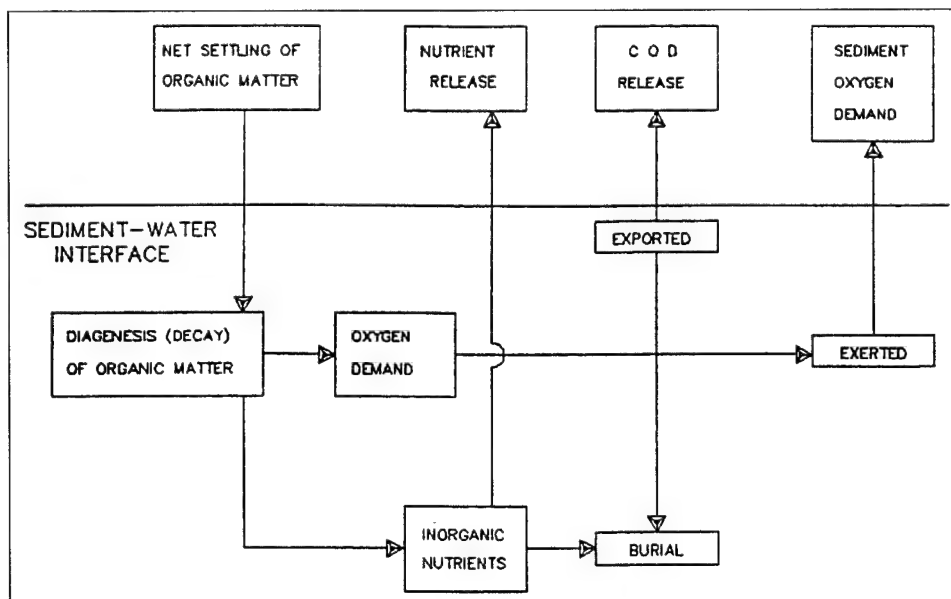 NET SETTLING OF
ORGANIC MATTER
NUTRIENT
RELEASE
C O D
RELEASE
SEDIMENT
OXYGEN
DEMAND
SEDIMENT-WATER
INTERFACE
EXPORTED
DIAGENESIS (DECAY)
OF ORGANIC MATTER
OXYGEN
DEMAND
EXERTED
INORGANIC
NUTRIENTS
BURIAL